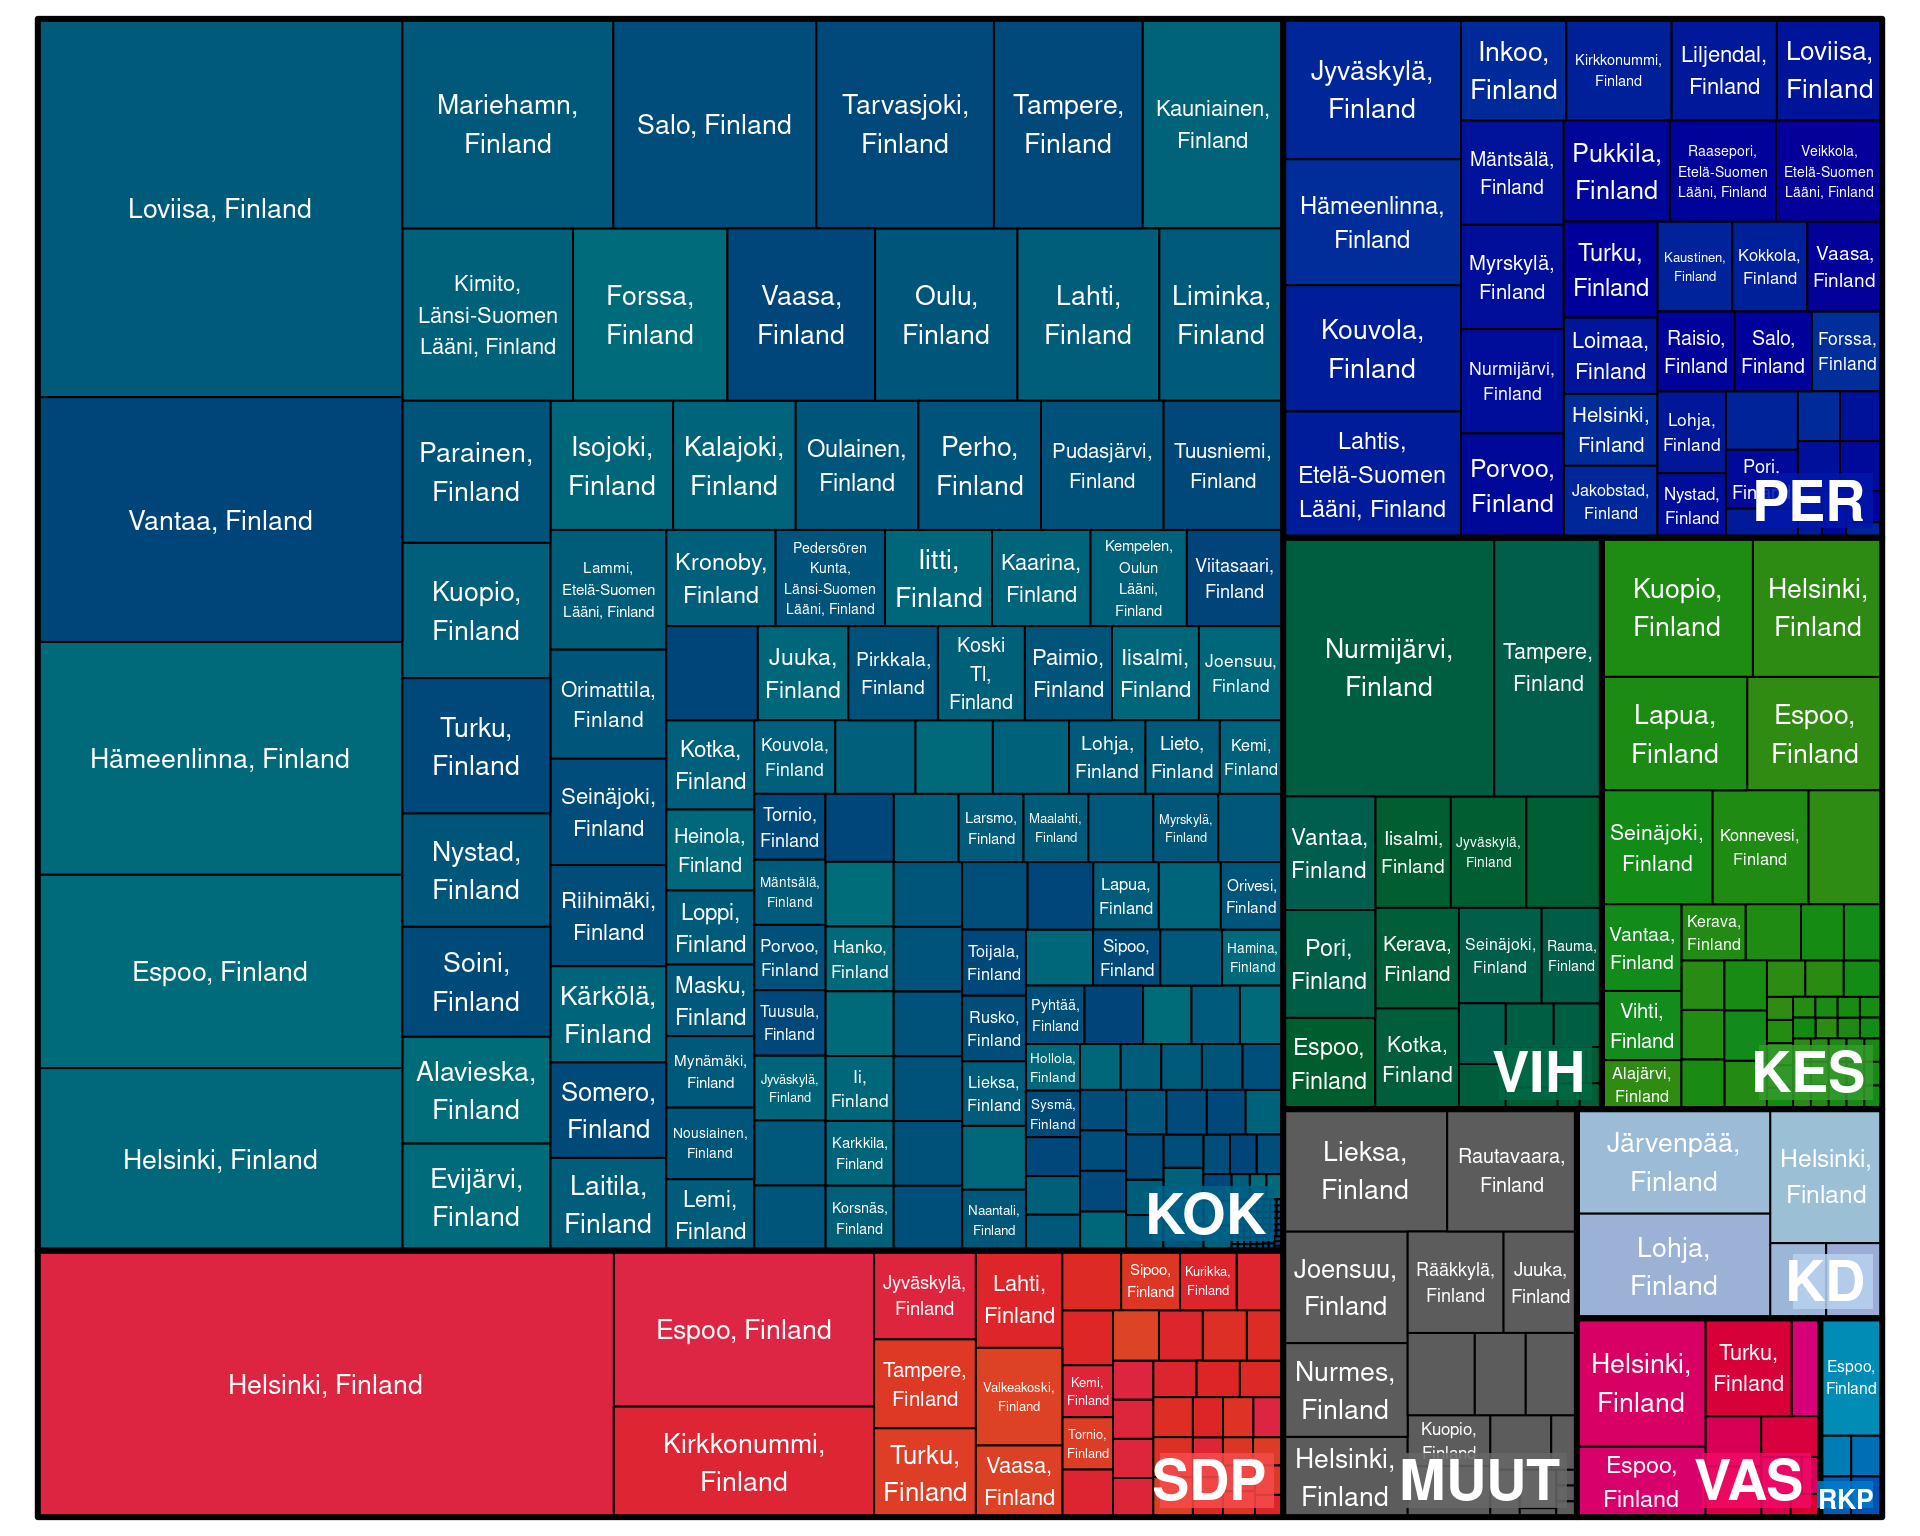 Loviisa, Finland
Vantaa, Finland
Hämeenlinna, Finland
Espoo, Finland
Helsinki, Finland
Mariehamn,
Finland
Salo, Finland
Tarvasjoki,
Finland
Tampere,
Finland
Kauniainen,
Finland
Kimito,
Länsi-Suomen
Lääni, Finland
Forssa,
Finland
Vaasa,
Finland
Oulu,
Finland
Lahti,
Finland
Liminka,
Finland
Parainen,
Finland
Kuopio,
Finland
Turku,
Finland
Nystad,
Finland
Soini,
Finland
Alavieska,
Finland
Evijärvi,
Finland
Isojoki,
Finland
Kalajoki,
Finland
Oulainen,
Finland
Perho,
Finland
Pudasjärvi,
Finland
Tuusniemi,
Finland
Lammi,
Etelä-Suomen
Lääni, Finland
Orimattila,
Finland
Seinäjoki,
Finland
Riihimäki,
Finland
Kärkölä,
Finland
Somero,
Finland
Laitila,
Finland
Kronoby,
Finland
Pedersören
Kunta,
Länsi-Suomen
Lääni, Finland
Iitti,
Finland
Kaarina,
Finland
Kempelen,
Oulun
Lääni,
Finland
Viitasaari,
Finland
Juuka,
Finland
Pirkkala,
Finland
Koski
Tl,
Finland
Paimio,
Finland
Iisalmi,
Finland
Joensuu,
Finland
Kotka,
Finland
Heinola,
Finland
Loppi,
Finland
Masku,
Finland
Mynämäki,
Finland
Nousiainen,
Finland
Lemi,
Finland
Kouvola,
Finland
Lohja,
Finland
Lieto,
Finland
Kemi,
Finland
Tornio,
Finland
Larsmo,
Finland
Maalahti,
Finland
Myrskylä,
Finland
Mäntsälä,
Finland
Porvoo,
Finland
Tuusula,
Finland
Jyväskylä,
Finland
Hanko,
Finland
Ii,
Finland
Karkkila,
Finland
Korsnäs,
Finland
Lapua,
Finland
Orivesi,
Finland
Toijala,
Finland
Sipoo,
Finland
Hamina,
Finland
Rusko,
Finland
Lieksa,
Finland
Naantali,
Finland
Pyhtää,
Finland
Hollola,
Finland
Sysmä,
Finland
KOK
Helsinki, Finland
Espoo, Finland
Kirkkonummi,
Finland
Jyväskylä,
Finland
Tampere,
Finland
Turku,
Finland
Lahti,
Finland
Valkeakoski,
Finland
Vaasa,
Finland
Sipoo,
Finland
Kurikka,
Finland
Kemi,
Finland
Tornio,
Finland
SDP
Jyväskylä,
Finland
Hämeenlinna,
Finland
Kouvola,
Finland
Lahtis,
Etelä-Suomen
Lääni, Finland
Inkoo,
Finland
Kirkkonummi,
Finland
Liljendal,
Finland
Loviisa,
Finland
Mäntsälä,
Finland
Myrskylä,
Finland
Nurmijärvi,
Finland
Porvoo,
Finland
Pukkila,
Finland
Raasepori,
Etelä-Suomen
Lääni, Finland
Veikkola,
Etelä-Suomen
Lääni, Finland
Turku,
Finland
Loimaa,
Finland
Helsinki,
Finland
Jakobstad,
Finland
Kaustinen,
Finland
Kokkola,
Finland
Vaasa,
Finland
Raisio,
Finland
Salo,
Finland
Forssa,
Finland
Lohja,
Finland
Nystad,
Finland
Pori,
Finland
PER
Nurmijärvi,
Finland
Tampere,
Finland
Vantaa,
Finland
Pori,
Finland
Espoo,
Finland
Iisalmi,
Finland
Jyväskylä,
Finland
Kerava,
Finland
Kotka,
Finland
Seinäjoki,
Finland
Rauma,
Finland
VIH
Kuopio,
Finland
Helsinki,
Finland
Lapua,
Finland
Espoo,
Finland
Seinäjoki,
Finland
Konnevesi,
Finland
Vantaa,
Finland
Vihti,
Finland
Alajärvi,
Finland
Kerava,
Finland
KES
Lieksa,
Finland
Rautavaara,
Finland
Joensuu,
Finland
Nurmes,
Finland
Helsinki,
Finland
Rääkkylä,
Finland
Juuka,
Finland
Kuopio,
Finland
MUUT
Järvenpää,
Finland
Lohja,
Finland
Helsinki,
Finland
KD
Helsinki,
Finland
Espoo,
Finland
Turku,
Finland
VAS
Espoo,
Finland
RKP